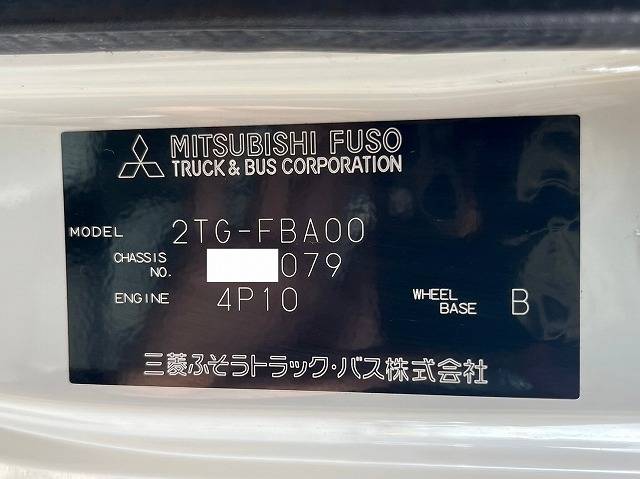 MITSUBISHI FUSO
TRUCK & BUS CORPORATION
MODEL 2TG-FBA00
CHASSIS NO. 079
ENGINE 4P10 WHEEL BASE B
三菱ふそうトラック・バス株式会社